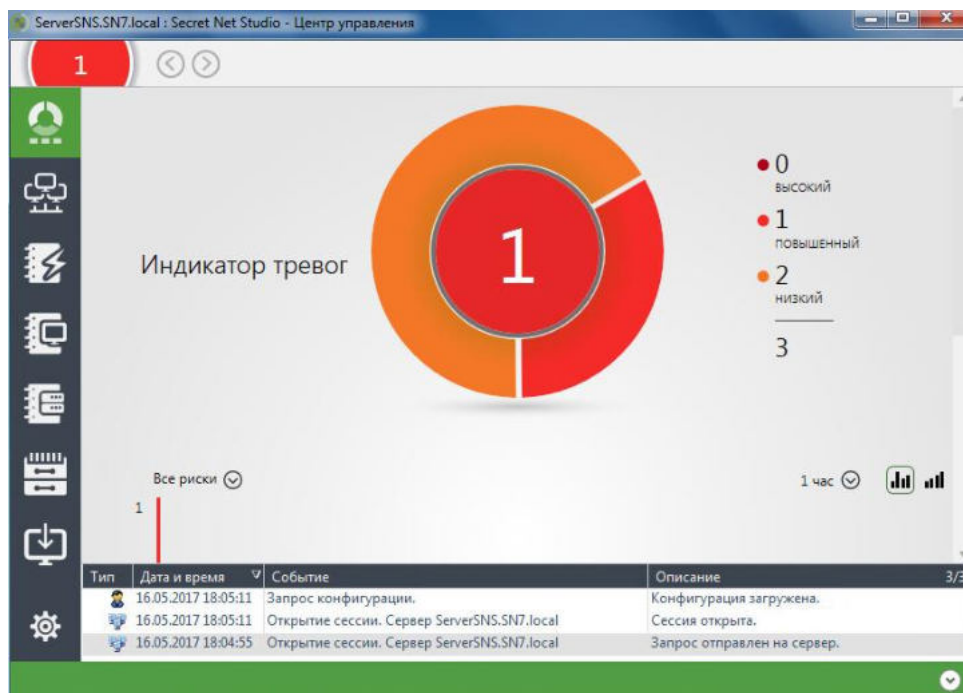 ServerSNS.SN7.local : Secret Net Studio - Центр управления
1
Индикатор тревог
1
0
высокий
1
повышенный
2
низкий
3
Все риски
1 час
1
Тип Дата и время Событие Описание 3/3
16.05.2017 18:05:11 Запрос конфигурации. Конфигурация загружена.
16.05.2017 18:05:11 Открытие сессии. Сервер ServerSNS.SN7.local Сессия открыта.
16.05.2017 18:04:55 Открытие сессии. Сервер ServerSNS.SN7.local Запрос отправлен на сервер.